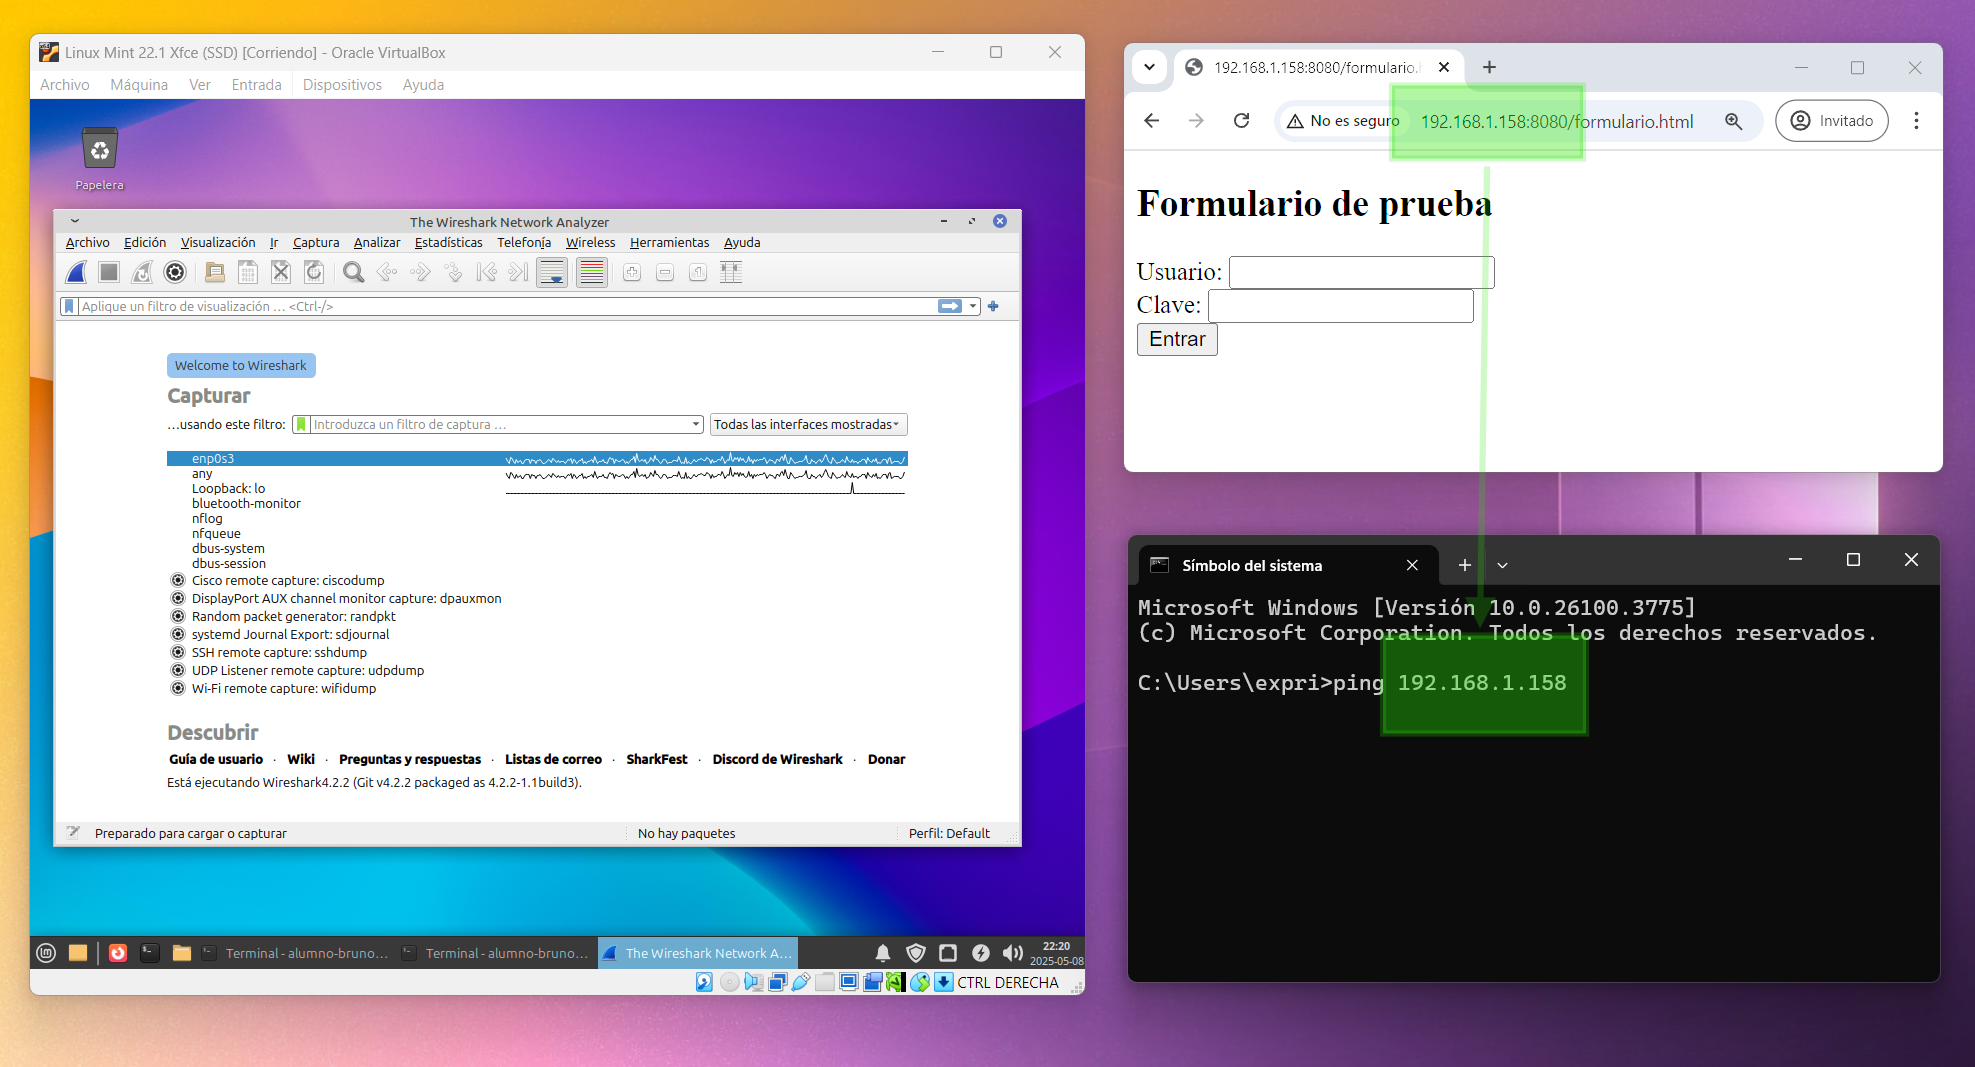 Linux Mint 22.1 Xfce (SSD) [Corriendo] - Oracle VirtualBox
Archivo Máquina Ver Entrada Dispositivos Ayuda
Papelera
The Wireshark Network Analyzer
Archivo Edición Visualización Ir Captura Analizar Estadísticas Telefonía Wireless Herramientas Ayuda
Aplique un filtro de visualización … <Ctrl-/>
Welcome to Wireshark
Capturar
…usando este filtro: Introduzca un filtro de captura … Todas las interfaces mostradas
enp0s3
any
Loopback: lo
bluetooth-monitor
nflog
nfqueue
dbus-system
dbus-session
Cisco remote capture: ciscodump
DisplayPort AUX channel monitor capture: dpauxmon
Random packet generator: randpkt
systemd Journal Export: sdjournal
SSH remote capture: sshdump
UDP Listener remote capture: udpdump
Wi-Fi remote capture: wifidump
Descubrir
Guía de usuario · Wiki · Preguntas y respuestas · Listas de correo · SharkFest · Discord de Wireshark · Donar
Está ejecutando Wireshark4.2.2 (Git v4.2.2 packaged as 4.2.2-1.1build3).
Preparado para cargar o capturar No hay paquetes Perfil: Default
Terminal - alumno-bruno... Terminal - alumno-bruno... The Wireshark Network A...
22:20
2025-05-08
CTRL DERECHA
192.168.1.158:8080/formulario.
No es seguro 192.168.1.158:8080/formulario.html Invitado
Formulario de prueba
Usuario:
Clave:
Entrar
Símbolo del sistema
Microsoft Windows [Versión 10.0.26100.3775]
(c) Microsoft Corporation. Todos los derechos reservados.
C:\Users\expri>ping 192.168.1.158